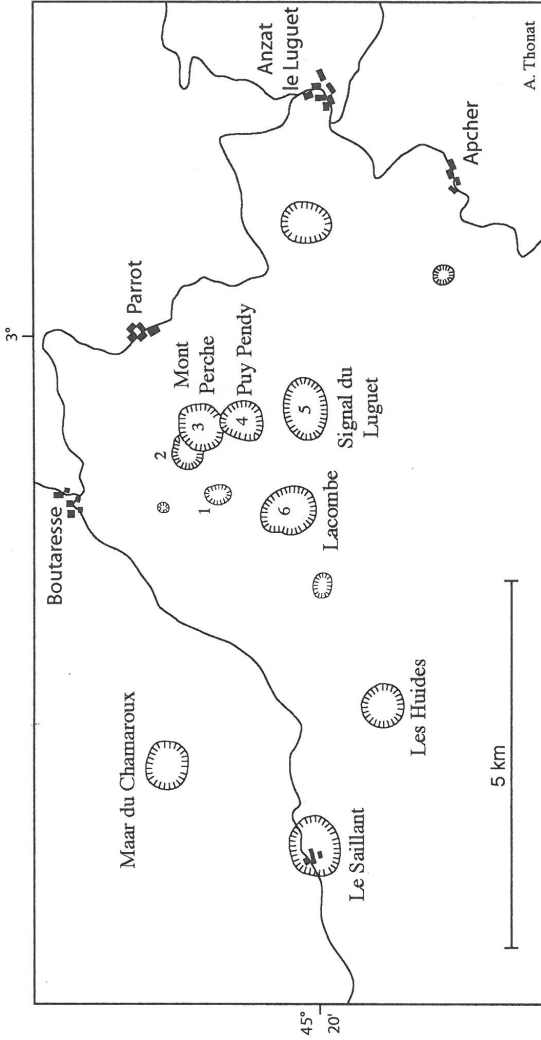 3°
Boutaresse
Parrot
Anzat
le Luguet
Maar du Chamaroux
2
Mont
Perche
3
1
4
Puy Pendy
6
Lacombe
5
Signal du
Luguet
Apcher
Le Saillant
Les Huides
45°
20'
5 km
A. Thonat